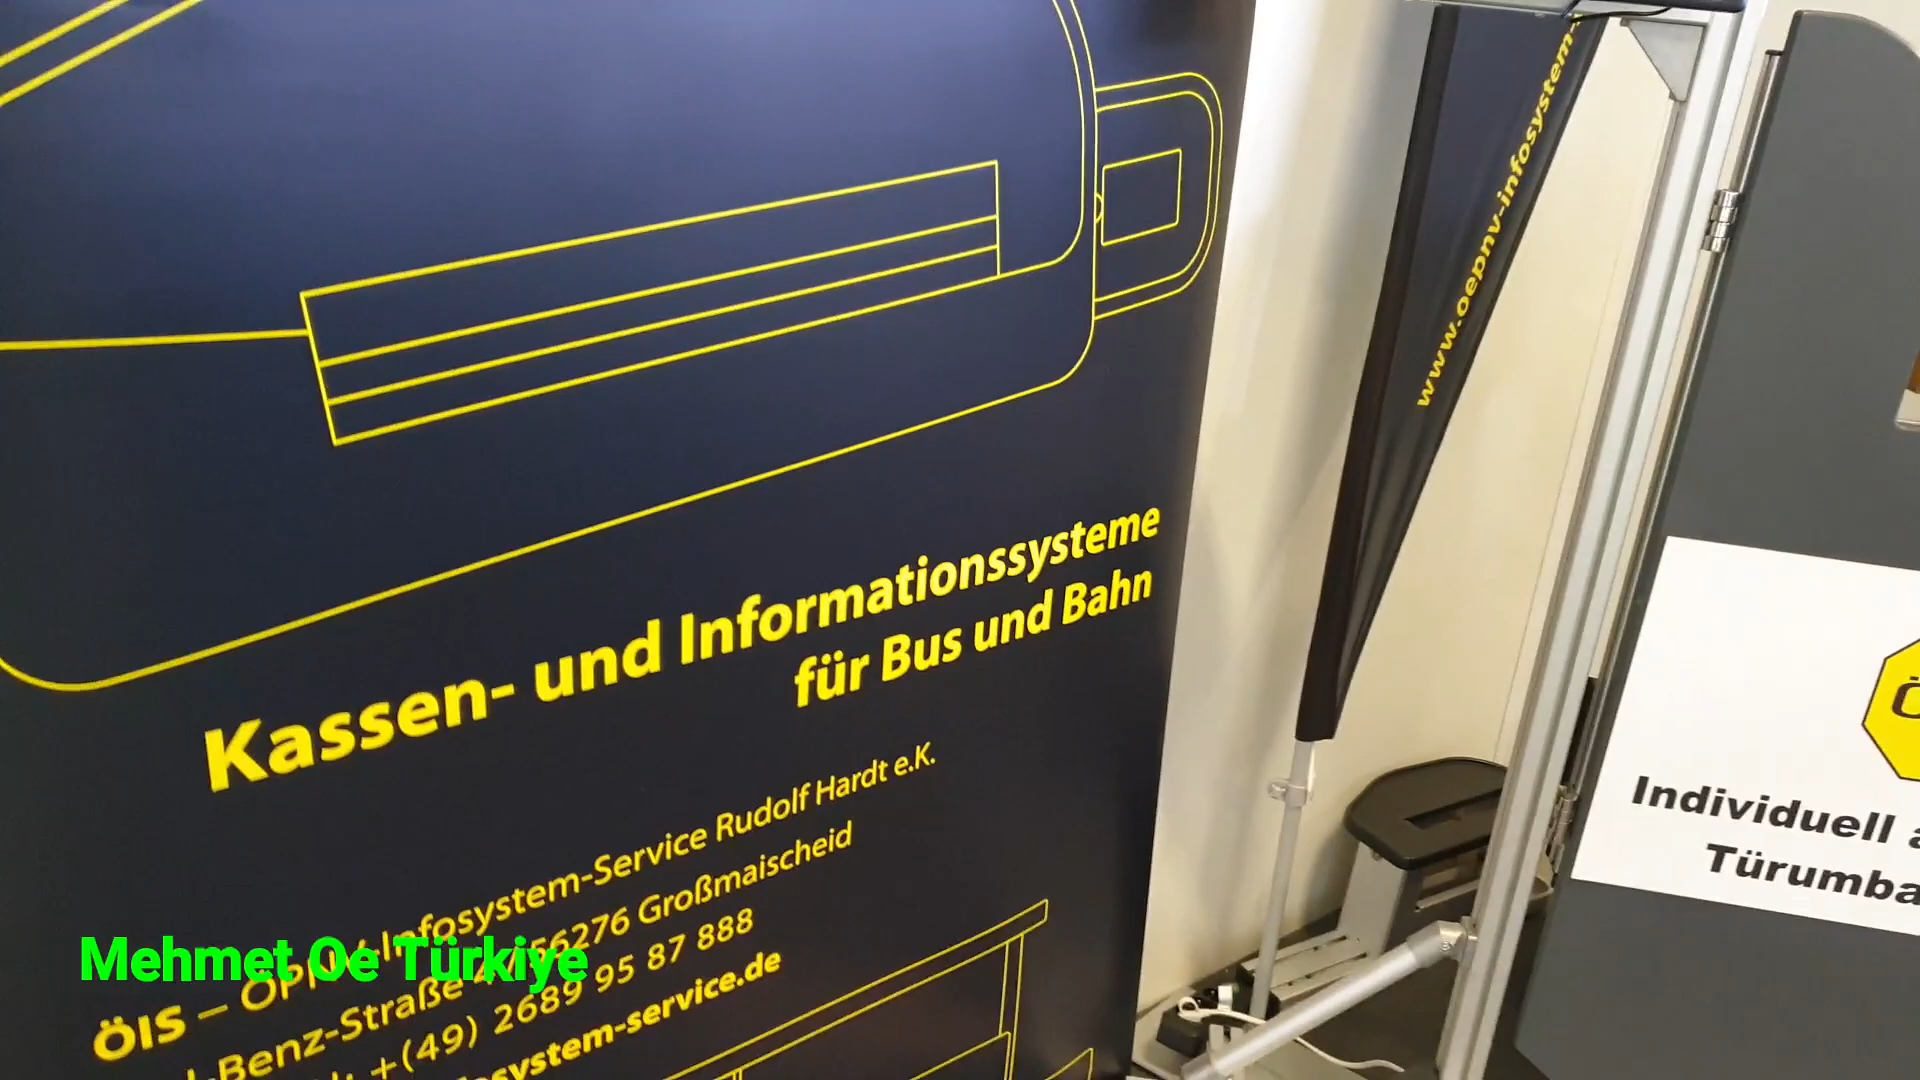 Kassen- und Informationssysteme
für Bus und Bahn
ÖIS – ÖPNV-Infosystem-Service Rudolf Hardt e.K.
-Benz-Straße 56276 Großmaischeid
+(49) 2689 95 87 888
system-service.de
www.oepnv-infosystem-
Individuell
Mehmet Oe Türkiye